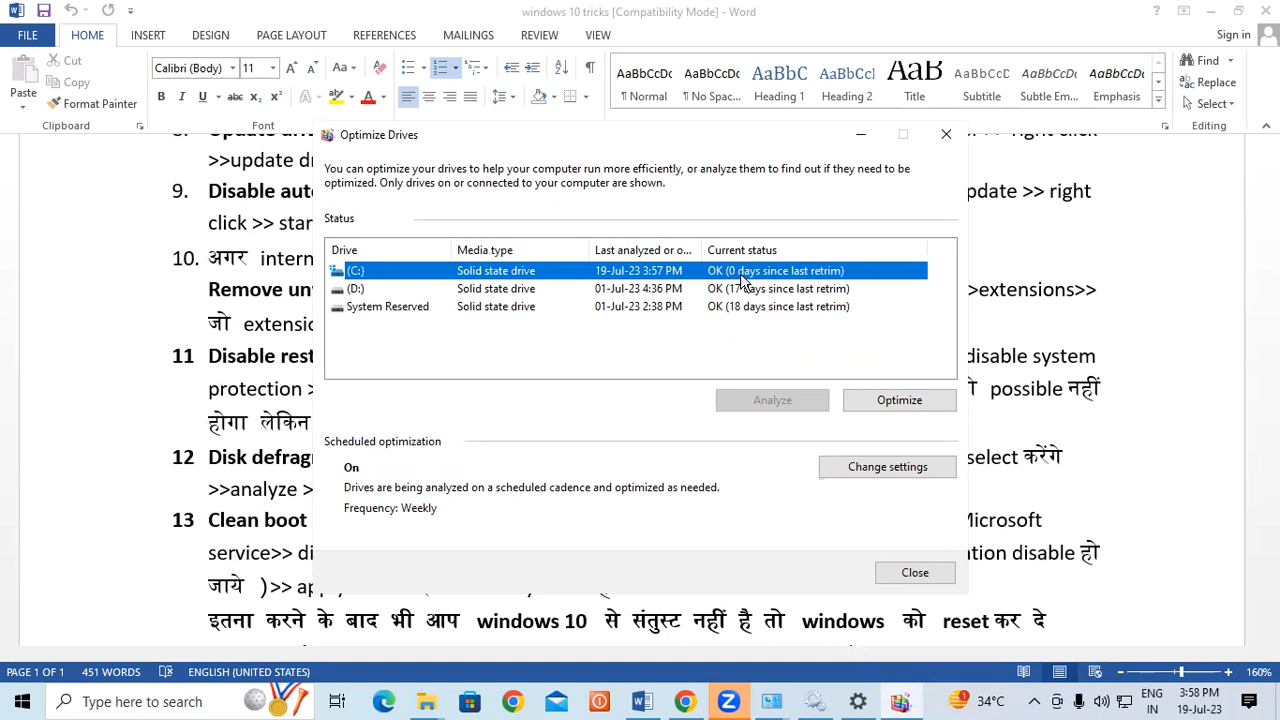 windows 10 tricks [Compatibility Mode] - Word
FILE HOME INSERT DESIGN PAGE LAYOUT REFERENCES MAILINGS REVIEW VIEW Sign in
Paste Cut Copy Format Painter
Calibri (Body) 11
AaBbCcDc AaBbCcDc AaBbC AaBbCc AaB AaBbCcD AaBbCcDc AaBbCcDc
¶ Normal ¶ No Spac... Heading 1 Heading 2 Title Subtitle Subtle Em... Emphasis
Find Replace Select
Clipboard Font Editing
8. Update right click
>>update
9. Disable pdate >> right
click >> star
10. अगर intern
Remove >extensions>>
जो extensi
11 Disable disable system
protection possible नहीं
होगा लेकिन
12 Disk defrag select करेंगे
>>analyze
13 Clean boot Microsoft
service>> disable हो
जाये )>>
इतना करने के बाद भी आप windows 10 से संतुस्ट नहीं है तो windows को reset कर दे
Optimize Drives
You can optimize your drives to help your computer run more efficiently, or analyze them to find out if they need to be
optimized. Only drives on or connected to your computer are shown.
Status
Drive Media type Last analyzed or o... Current status
(C:) Solid state drive 19-Jul-23 3:57 PM OK (0 days since last retrim)
(D:) Solid state drive 01-Jul-23 4:36 PM OK (17 days since last retrim)
System Reserved Solid state drive 01-Jul-23 2:38 PM OK (18 days since last retrim)
Analyze Optimize
Scheduled optimization
On Change settings
Drives are being analyzed on a scheduled cadence and optimized as needed.
Frequency: Weekly
Close
PAGE 1 OF 1 451 WORDS ENGLISH (UNITED STATES) 160%
Type here to search 34°C ENG IN 3:58 PM 19-Jul-23